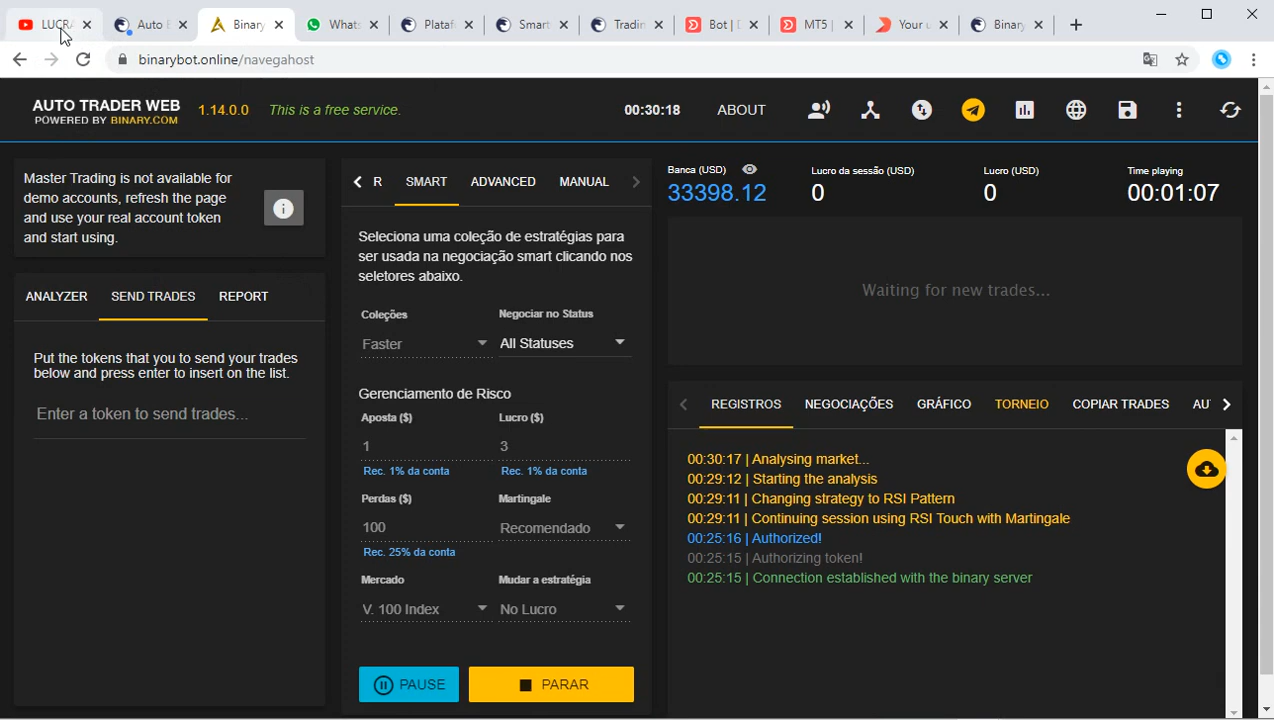 LUCRA
Auto B
Binary
Whats
Plataf
Smart
Trading
Bot | D
MT5 |
Your u
Binary
binarybot.online/navegahost
AUTO TRADER WEB
POWERED BY BINARY.COM
1.14.0.0
This is a free service.
00:30:18
ABOUT
Master Trading is not available for
demo accounts, refresh the page
and use your real account token
and start using.
ANALYZER SEND TRADES REPORT
Put the tokens that you to send your trades
below and press enter to insert on the list.
Enter a token to send trades...
R SMART ADVANCED MANUAL
Seleciona uma coleção de estratégias para
ser usada na negociação smart clicando nos
seletores abaixo.
Coleções Negociar no Status
Faster All Statuses
Gerenciamento de Risco
Aposta ($) Lucro ($)
1 3
Rec. 1% da conta Rec. 1% da conta
Perdas ($) Martingale
100 Recomendado
Rec. 25% da conta
Mercado Mudar a estratégia
V. 100 Index No Lucro
PAUSE PARAR
Banca (USD) Lucro da sessão (USD) Lucro (USD) Time playing
33398.12 0 0 00:01:07
Waiting for new trades...
REGISTROS NEGOCIAÇÕES GRÁFICO TORNEIO COPIAR TRADES AU
00:30:17 | Analysing market...
00:29:12 | Starting the analysis
00:29:11 | Changing strategy to RSI Pattern
00:29:11 | Continuing session using RSI Touch with Martingale
00:25:16 | Authorized!
00:25:15 | Authorizing token!
00:25:15 | Connection established with the binary server